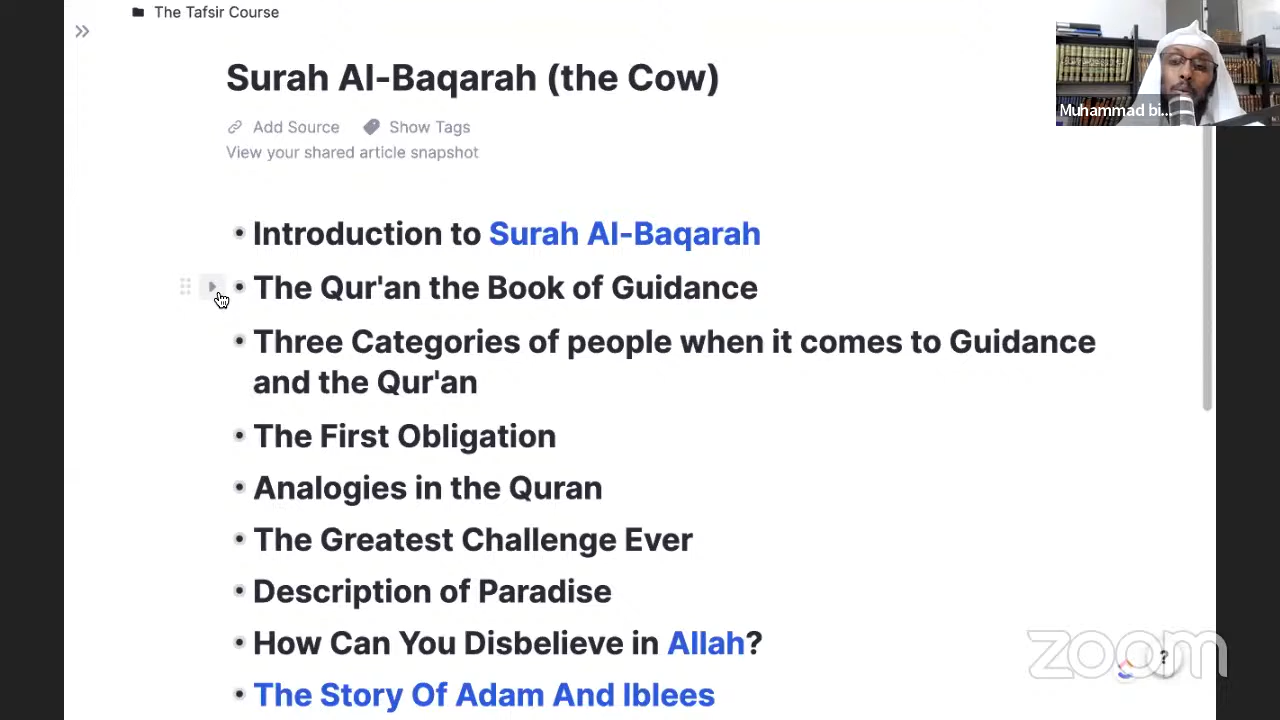 The Tafsir Course
Muhammad bi...
Surah Al-Baqarah (the Cow)
Add Source Show Tags
View your shared article snapshot
Introduction to Surah Al-Baqarah
The Qur'an the Book of Guidance
Three Categories of people when it comes to Guidance
and the Qur'an
The First Obligation
Analogies in the Quran
The Greatest Challenge Ever
Description of Paradise
How Can You Disbelieve in Allah?
The Story Of Adam And Iblees
zoom
?